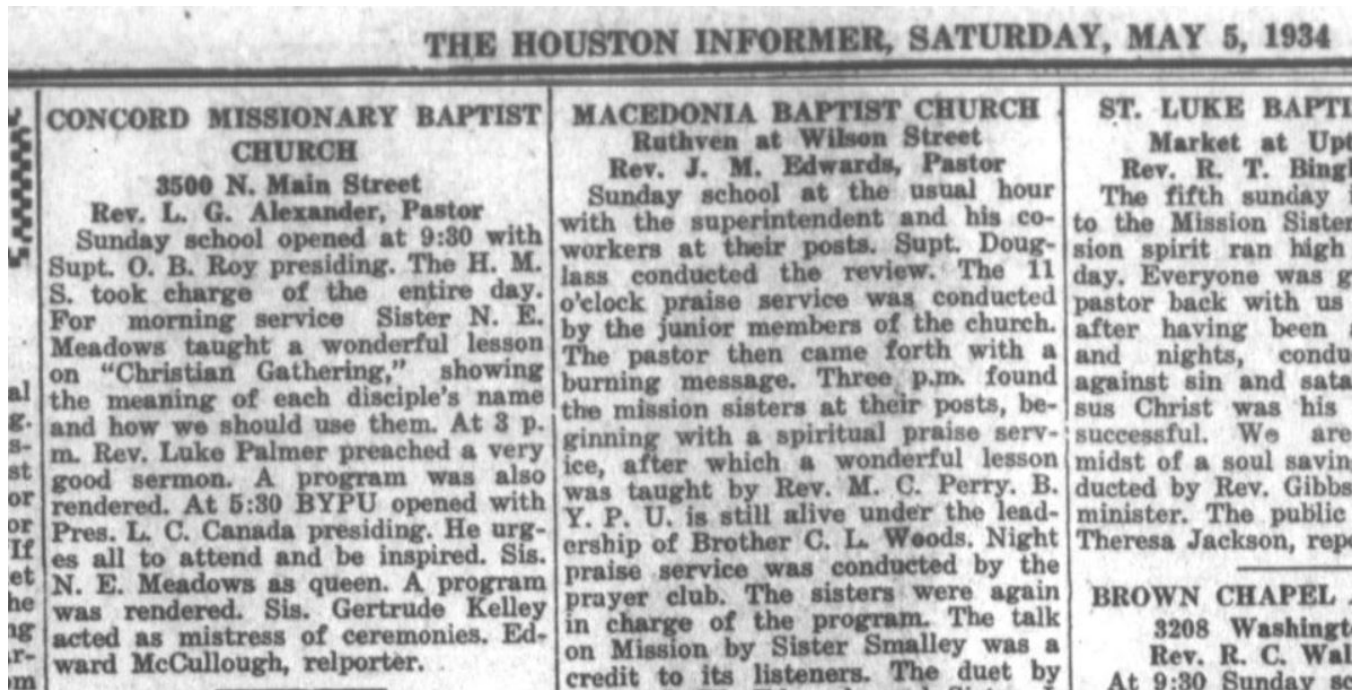 THE HOUSTON INFORMER, SATURDAY, MAY 5, 1934
CONCORD MISSIONARY BAPTIST
CHURCH
3500 N. Main Street
Rev. L. G. Alexander, Pastor
Sunday school opened at 9:30 with
Supt. O. B. Roy presiding. The H. M.
S. took charge of the entire day.
For morning service Sister N. E.
Meadows taught a wonderful lesson
on "Christian Gathering," showing
the meaning of each disciple's name
and how we should use them. At 3 p.
m. Rev. Luke Palmer preached a very
good sermon. A program was also
rendered. At 5:30 BYPU opened with
Pres. L. C. Canada presiding. He urg-
es all to attend and be inspired. Sis.
N. E. Meadows as queen. A program
was rendered. Sis. Gertrude Kelley
acted as mistress of ceremonies. Ed-
ward McCullough, relporter.
MACEDONIA BAPTIST CHURCH
Ruthven at Wilson Street
Rev. J. M. Edwards, Pastor
Sunday school at the usual hour
with the superintendent and his co-
workers at their posts. Supt. Doug-
lass conducted the review. The 11
o'clock praise service was conducted
by the junior members of the church.
The pastor then came forth with a
burning message. Three p.m. found
the mission sisters at their posts, be-
ginning with a spiritual praise serv-
ice, after which a wonderful lesson
was taught by Rev. M. C. Perry. B.
Y. P. U. is still alive under the lead-
ership of Brother C. L. Woods. Night
praise service was conducted by the
prayer club. The sisters were again
in charge of the program. The talk
on Mission by Sister Smalley was a
credit to its listeners. The duet by
ST. LUKE BAPTI
Market at Upt
Rev. R. T. Bing
The fifth sunday
to the Mission Sister
sion spirit ran high
day. Everyone was g
pastor back with us
after having been
and nights, condu
against sin and sata
sus Christ was his
successful. We are
midst of a soul savin
ducted by Rev. Gibbs
minister. The public
Theresa Jackson, repo
BROWN CHAPEL
3208 Washingt
Rev. R. C. Wal
At 9:30 Sunday sc